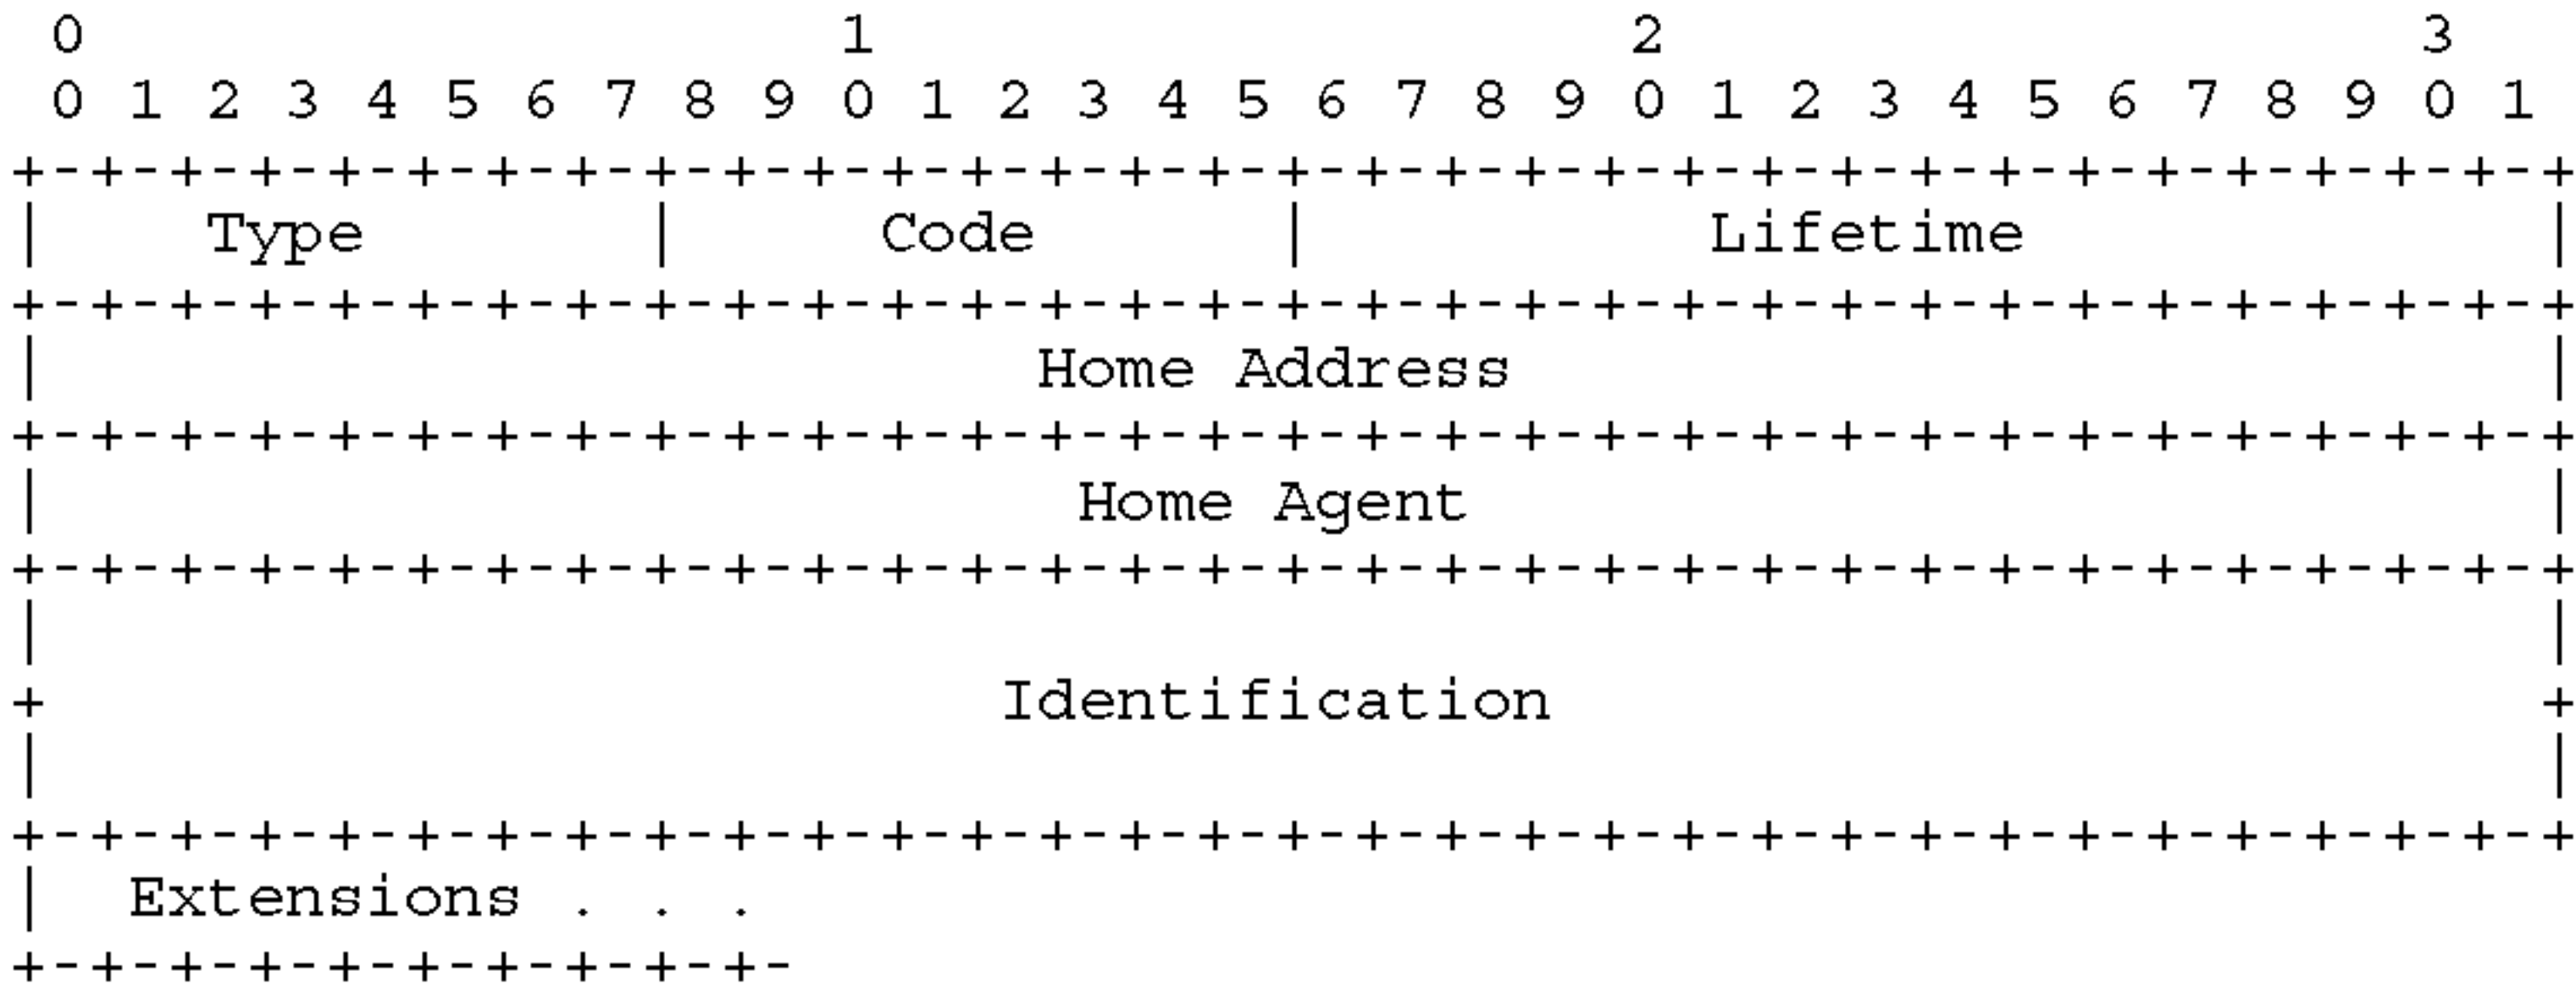 0                   1                   2                   3
 0 1 2 3 4 5 6 7 8 9 0 1 2 3 4 5 6 7 8 9 0 1 2 3 4 5 6 7 8 9 0 1
+-+-+-+-+-+-+-+-+-+-+-+-+-+-+-+-+-+-+-+-+-+-+-+-+-+-+-+-+-+-+-+-+
|    Type       |     Code      |          Lifetime             |
+-+-+-+-+-+-+-+-+-+-+-+-+-+-+-+-+-+-+-+-+-+-+-+-+-+-+-+-+-+-+-+-+
|                         Home Address                          |
+-+-+-+-+-+-+-+-+-+-+-+-+-+-+-+-+-+-+-+-+-+-+-+-+-+-+-+-+-+-+-+-+
|                          Home Agent                           |
+-+-+-+-+-+-+-+-+-+-+-+-+-+-+-+-+-+-+-+-+-+-+-+-+-+-+-+-+-+-+-+-+
|                                                               |
+                        Identification                         +
|                                                               |
+-+-+-+-+-+-+-+-+-+-+-+-+-+-+-+-+-+-+-+-+-+-+-+-+-+-+-+-+-+-+-+-+
|  Extensions . . .
+-+-+-+-+-+-+-+-+-+-